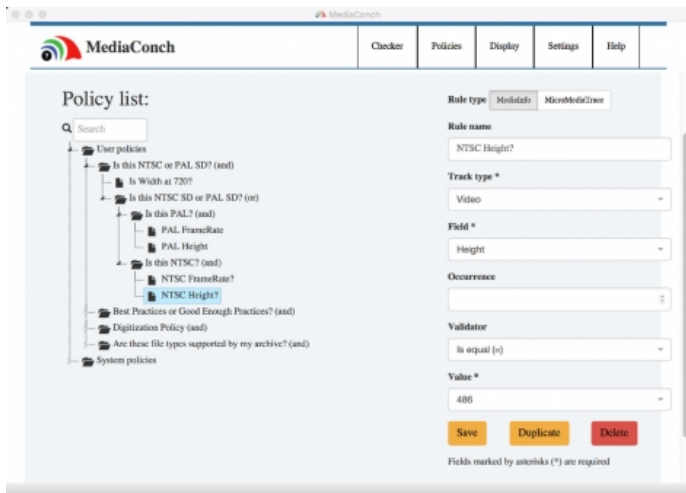 MediaConch
MediaConch
Checker
Policies
Display
Settings
Help
Policy list:
Search
User policies
Is this NTSC or PAL SD? (and)
Is Width at 720?
Is this NTSC SD or PAL SD? (or)
Is this PAL? (and)
PAL FrameRate
PAL Height
Is this NTSC? (and)
NTSC FrameRate?
NTSC Height?
Best Practices or Good Enough Practices? (and)
Digitization Policy (and)
Are these file types supported by my archive? (and)
System policies
Rule type MediaInfo MicroMediaTrace
Rule name
NTSC Height?
Track type *
Video
Field *
Height
Occurrence
Validator
Is equal (=)
Value *
486
Save Duplicate Delete
Fields marked by asterisks (*) are required